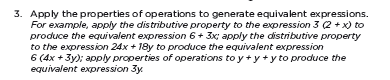 3. Apply the properties of operations to generate equivalent expressions.
For example, apply the distributive property to the expression 3 (2 + x) to
produce the equivalent expression 6 + 3x; apply the distributive property
to the expression 24x + 18y to produce the equivalent expression
6 (4x + 3y); apply properties of operations to y + y + y to produce the
equivalent expression 3y.